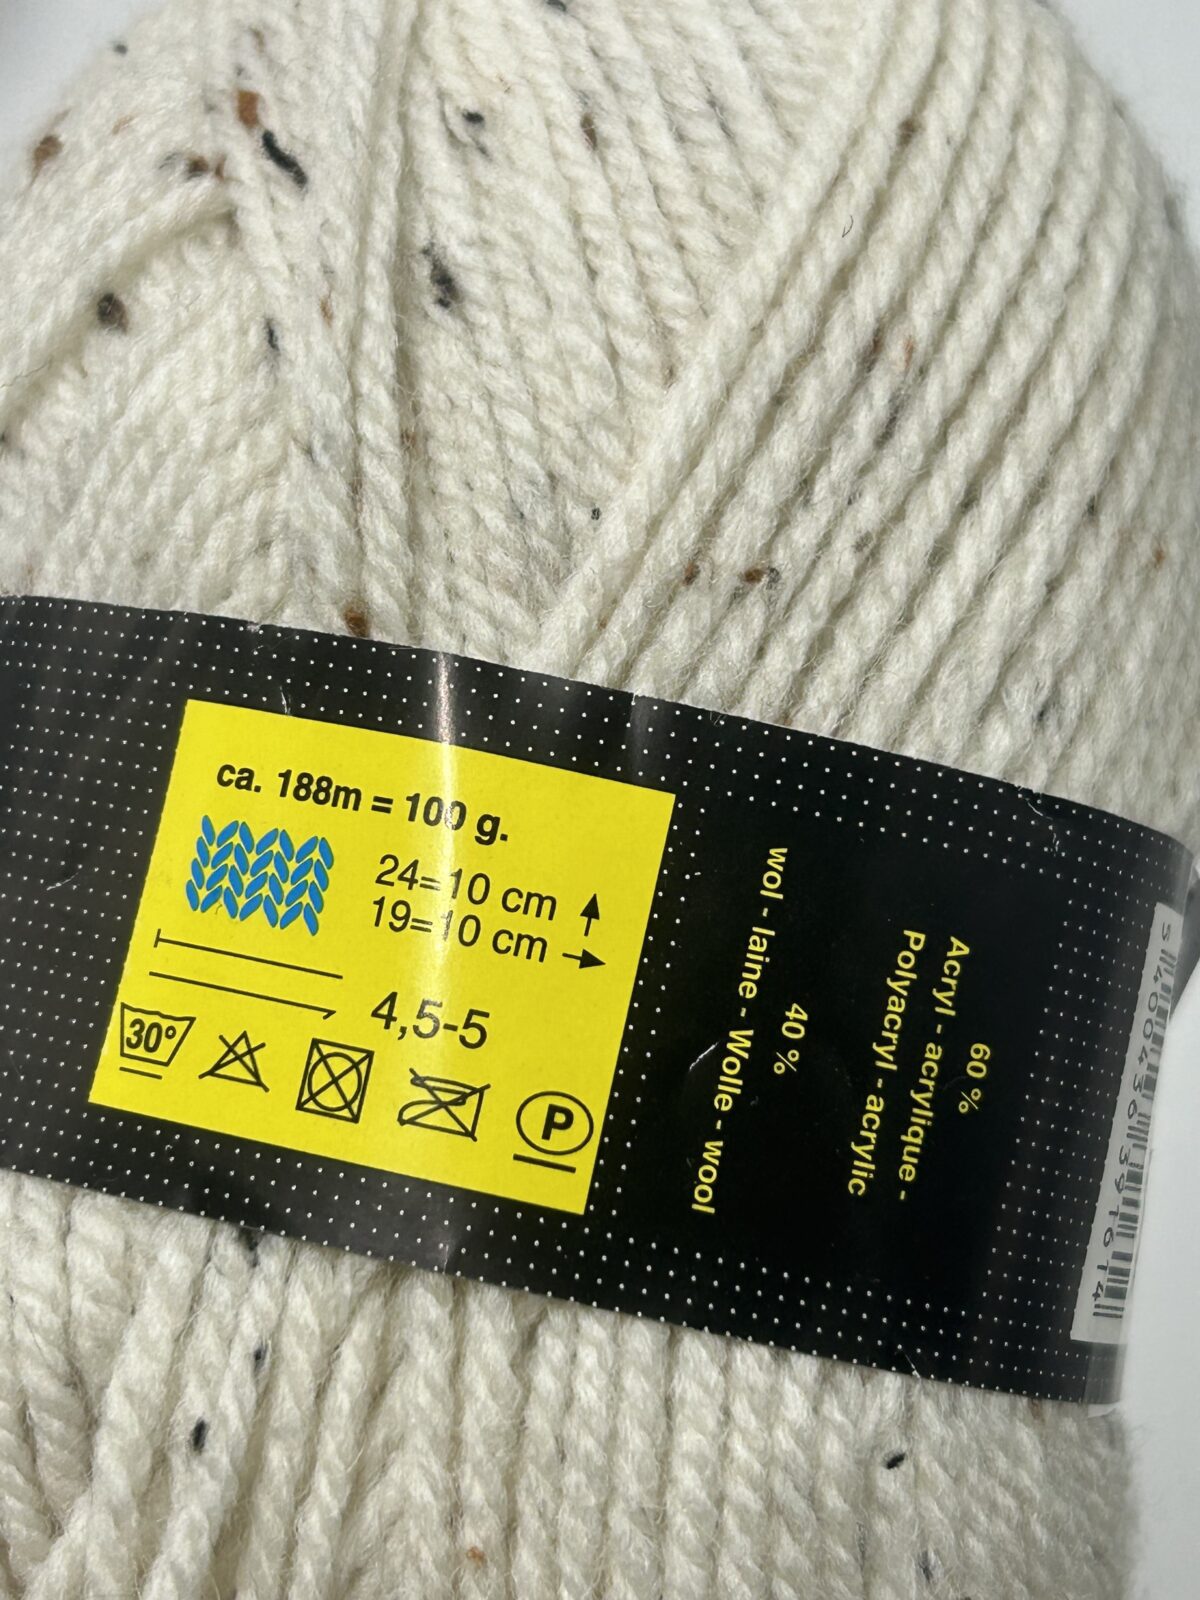 ca. 188m = 100 g.
24=10 cm
19=10 cm
4,5-5
30°
P
60 %
Acryl - acrylique -
Polyacryl - acrylic
40 %
wol - laine - Wolle - wool